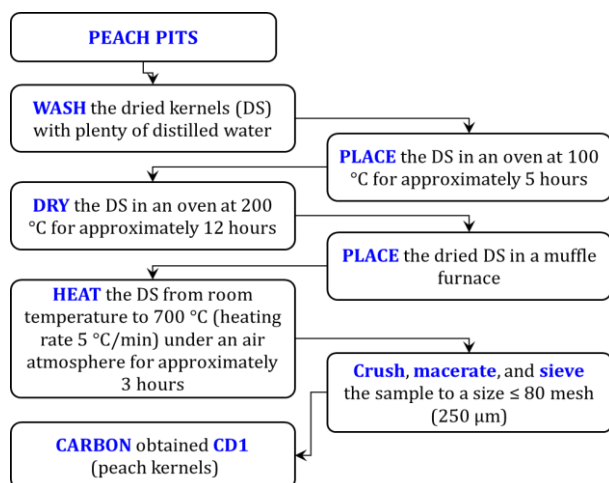 PEACH PITS
WASH the dried kernels (DS)
with plenty of distilled water
PLACE the DS in an oven at 100
°C for approximately 5 hours
DRY the DS in an oven at 200
°C for approximately 12 hours
PLACE the dried DS in a muffle
furnace
HEAT the DS from room
temperature to 700 °C (heating
rate 5 °C/min) under an air
atmosphere for approximately
3 hours
Crush, macerate, and sieve
the sample to a size ≤ 80 mesh
(250 μm)
CARBON obtained CD1
(peach kernels)